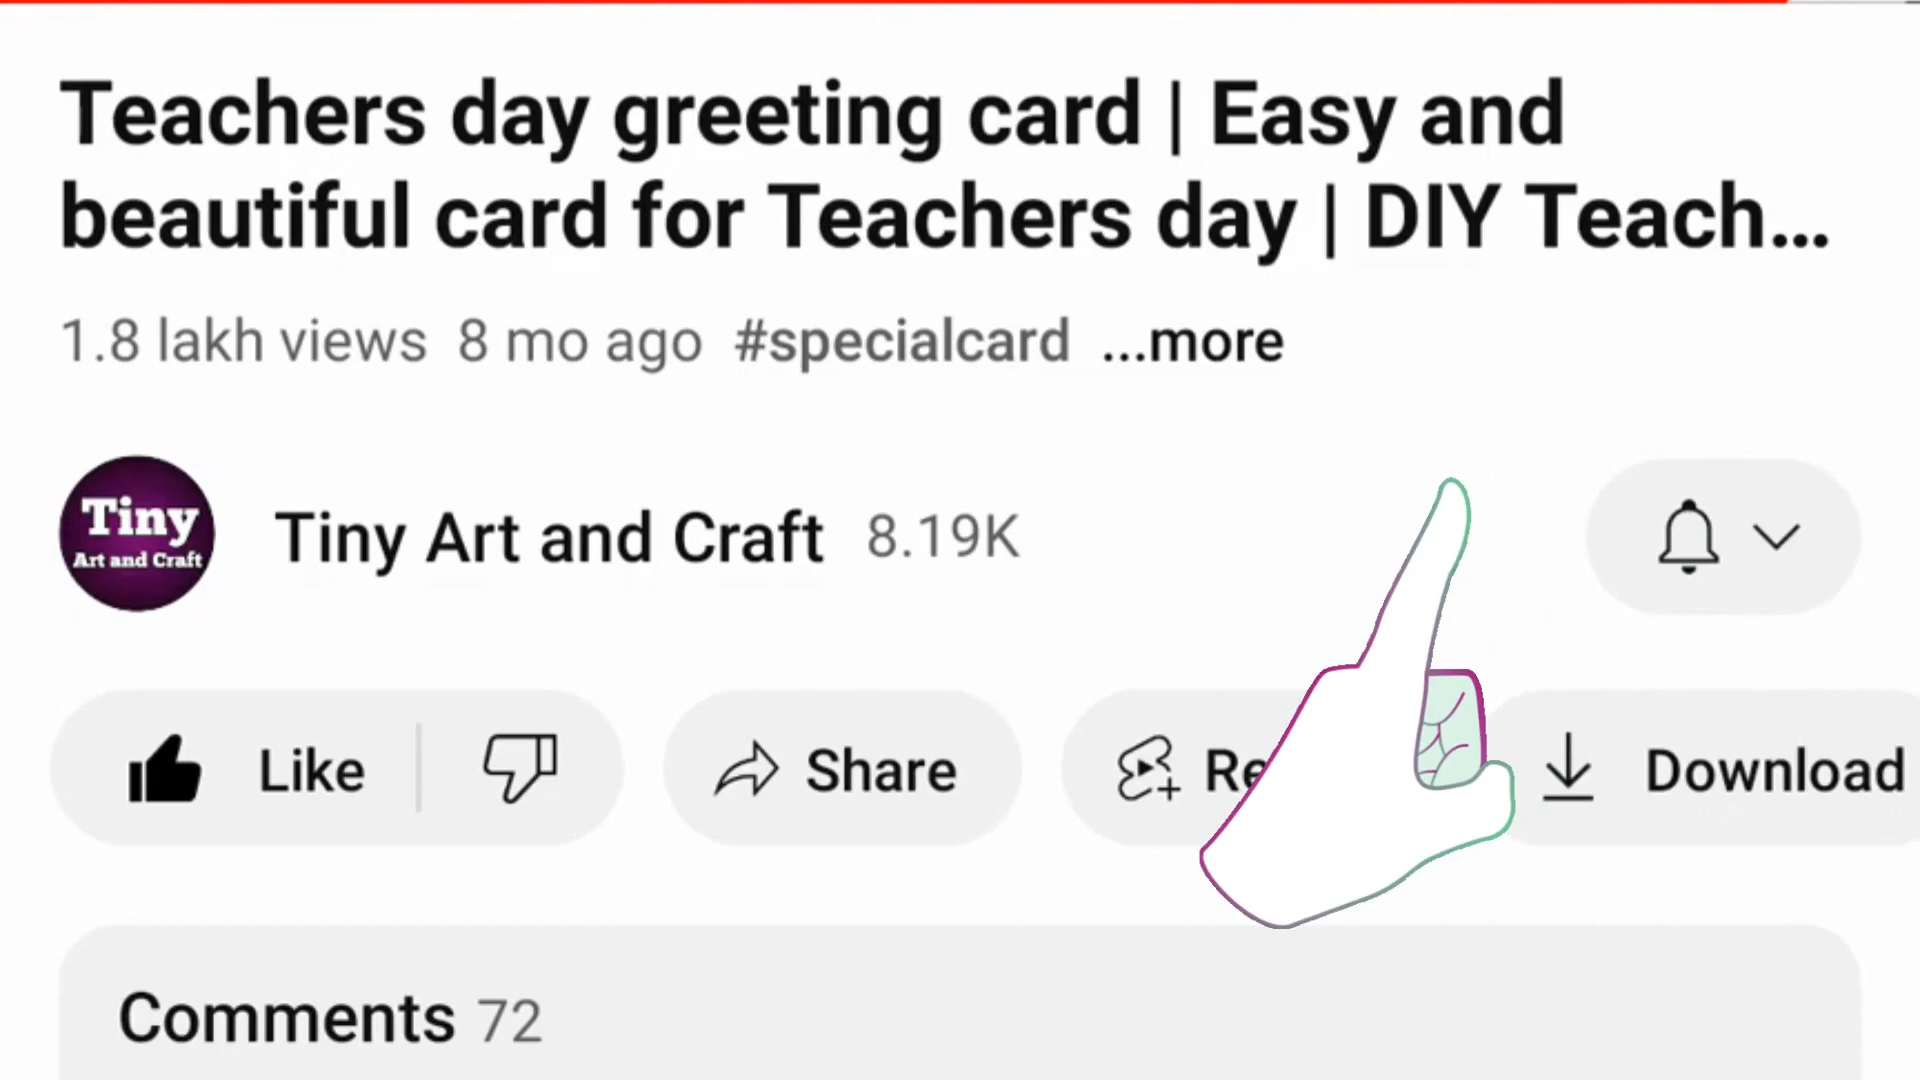 Teachers day greeting card | Easy and
beautiful card for Teachers day | DIY Teach...
1.8 lakh views 8 mo ago #specialcard ...more
Tiny
Art and Craft
Tiny Art and Craft 8.19K
Like
Share
Download
Comments 72